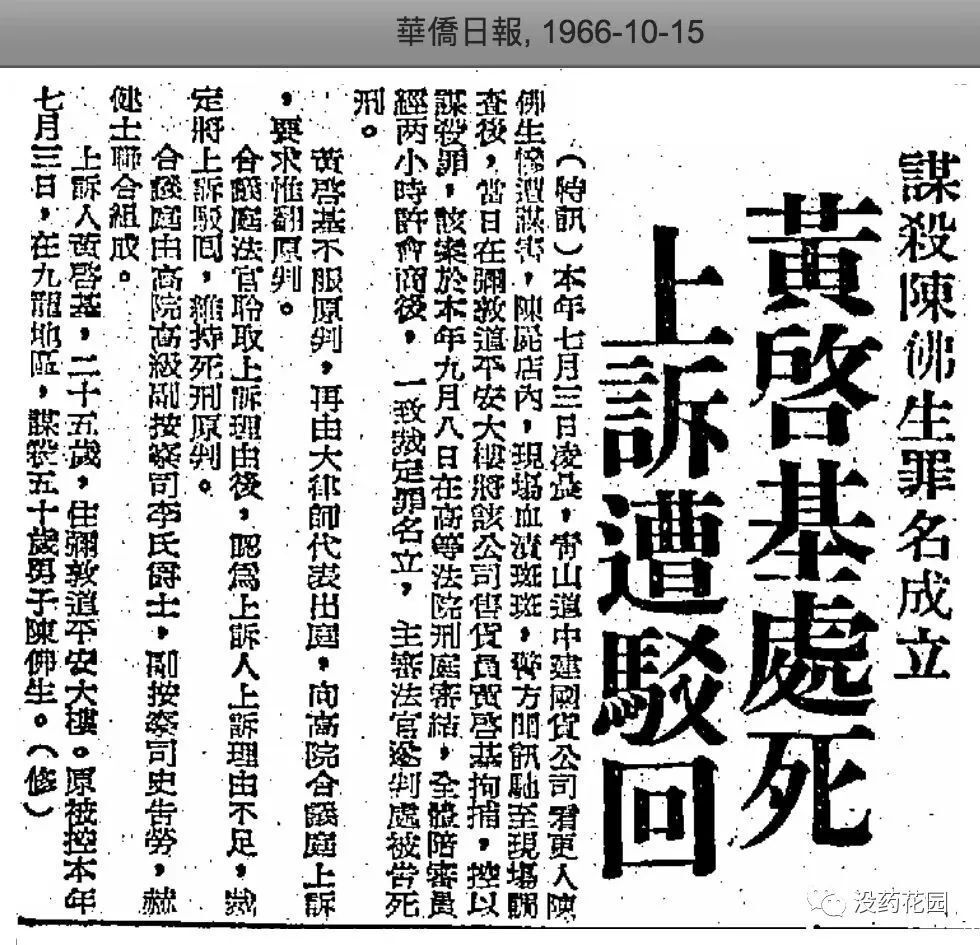 華僑日報, 1966-10-15
謀殺陳佛生罪名成立
黃啓基處死
上訴遭駁回
（特訊）本年七月三日凌晨，青山道中建國貨公司看更人陳
佛生慘遭謀害，陳屍店內，現場血漬斑斑，警方聞訊馳至現場調
查後，當日在彌敦道平安大樓將該公司售貨員黃啓基拘捕，控以
謀殺罪，該案於本年九月八日在高等法院刑庭審結，全體陪審員
經两小時許會商後，一致裁定罪名立，主審法官遂判處被告死
刑。
黃啓基不服原判，再由大律師代表出庭，向高院合議庭上訴
，要求推翻原判。
合議庭法官聆取上訴理由後，認爲上訴人上訴理由不足，裁
定將上訴駁回，維持死刑原判。
合議庭由高院高級副按察司李氏爵士，副按察司史告勞，赫
健士聯合組成。
上訴人黃啓基，二十五歲，住彌敦道平安大樓。原被控本年
七月三日，在九龍地區，謀殺五十歲男子陳佛生。（修）
没药花园